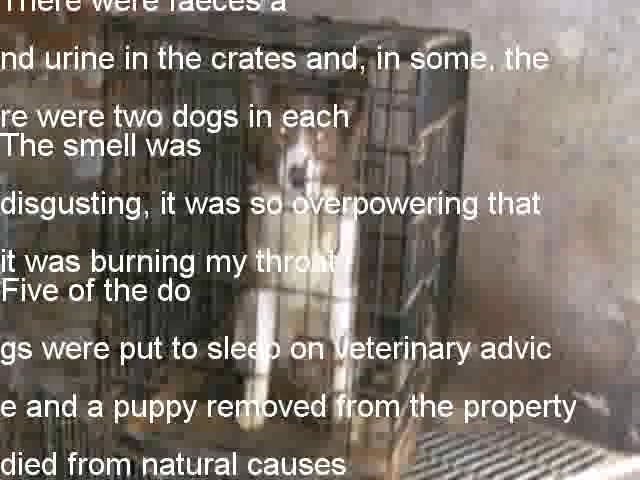 There were faeces a
nd urine in the crates and, in some, the
re were two dogs in each
The smell was
disgusting, it was so overpowering that
it was burning my throat
Five of the do
gs were put to sleep on veterinary advic
e and a puppy removed from the property
died from natural causes